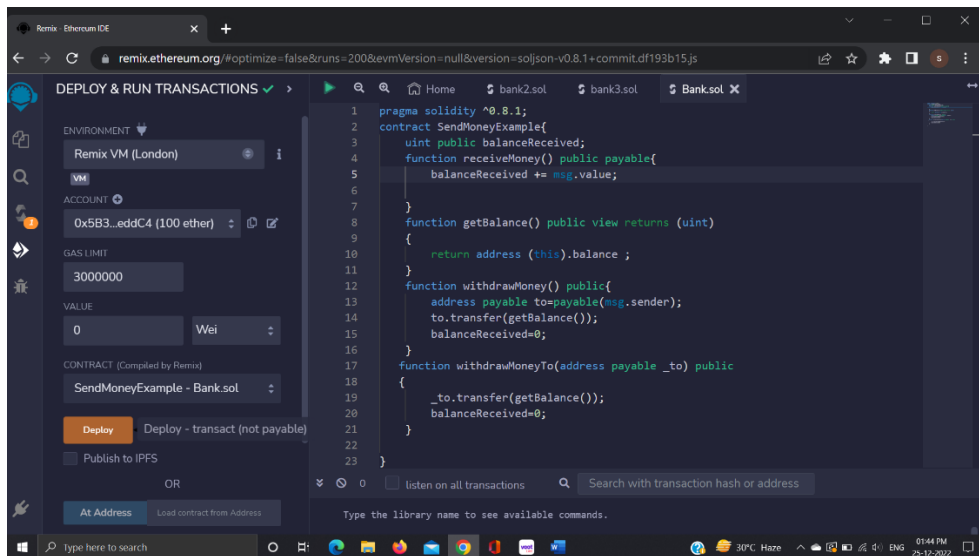 Remix - Ethereum IDE
remix.ethereum.org/#optimize=false&runs=200&evmVersion=null&version=soljson-v0.8.1+commit.df193b15.js
S
DEPLOY & RUN TRANSACTIONS
ENVIRONMENT
Remix VM (London)
VM
ACCOUNT
0x5B3...eddC4 (100 ether)
GAS LIMIT
3000000
VALUE
0 Wei
CONTRACT (Compiled by Remix)
SendMoneyExample - Bank.sol
Deploy Deploy - transact (not payable)
Publish to IPFS
OR
At Address Load contract from Address
1
Home bank2.sol bank3.sol Bank.sol
1 pragma solidity ^0.8.1;
2 contract SendMoneyExample{
3 uint public balanceReceived;
4 function receiveMoney() public payable{
5 balanceReceived += msg.value;
6
7 }
8 function getBalance() public view returns (uint)
9 {
10 return address (this).balance ;
11 }
12 function withdrawMoney() public{
13 address payable to=payable(msg.sender);
14 to.transfer(getBalance());
15 balanceReceived=0;
16 }
17 function withdrawMoneyTo(address payable _to) public
18 {
19 _to.transfer(getBalance());
20 balanceReceived=0;
21 }
22
23 }
0 listen on all transactions Search with transaction hash or address
Type the library name to see available commands.
Type here to search
voot
30°C Haze ENG 01:44 PM
25-12-2022